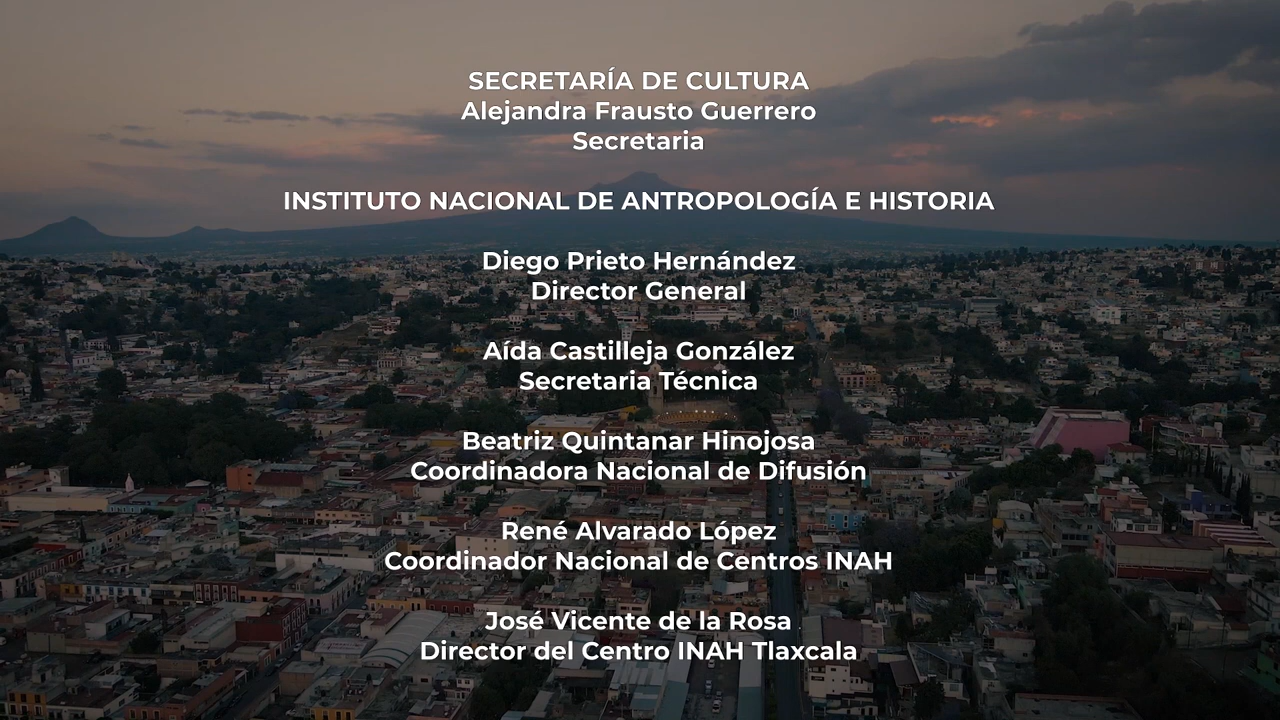 SECRETARÍA DE CULTURA
Alejandra Frausto Guerrero
Secretaria
INSTITUTO NACIONAL DE ANTROPOLOGÍA E HISTORIA
Diego Prieto Hernández
Director General
Aída Castilleja González
Secretaria Técnica
Beatriz Quintanar Hinojosa
Coordinadora Nacional de Difusión
René Alvarado López
Coordinador Nacional de Centros INAH
José Vicente de la Rosa
Director del Centro INAH Tlaxcala